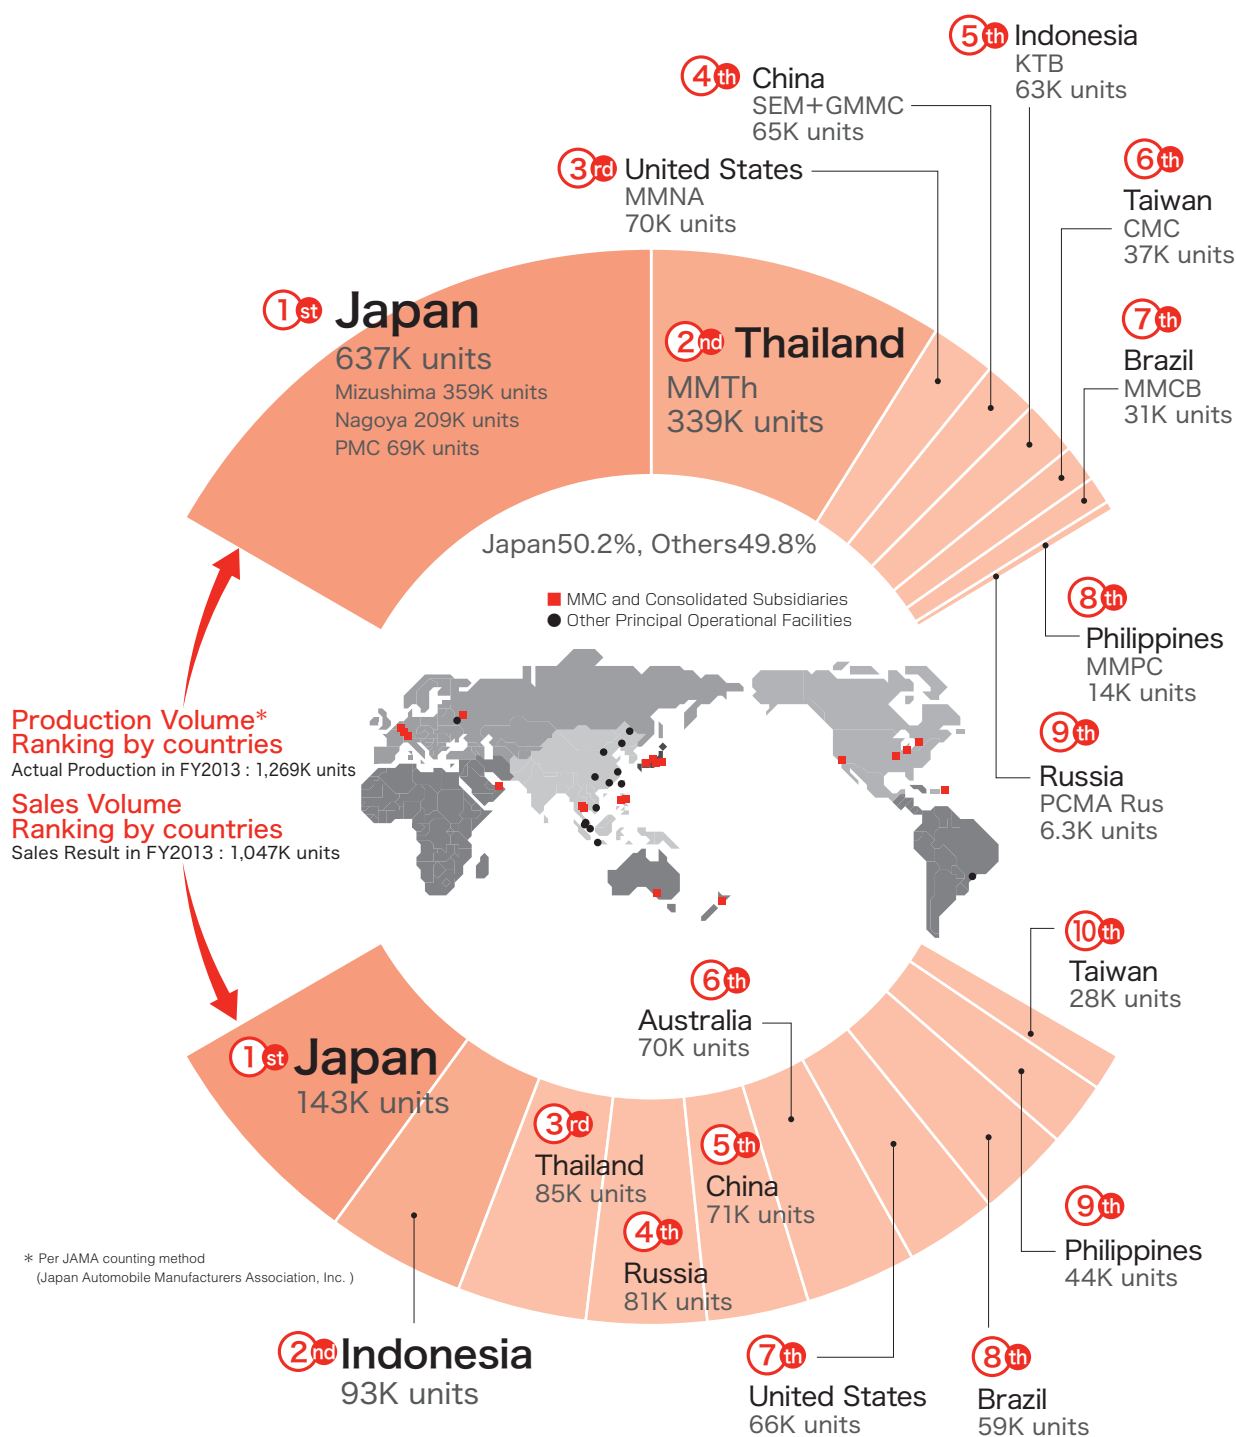 5th Indonesia
KTB
63K units
4th China
SEM+GMMC
65K units
3rd United States
MMNA
70K units
6th
Taiwan
CMC
37K units
1st Japan
637K units
Mizushima 359K units
Nagoya 209K units
PMC 69K units
2nd Thailand
MMTh
339K units
7th
Brazil
MMCB
31K units
Japan50.2%, Others49.8%
MMC and Consolidated Subsidiaries
Other Principal Operational Facilities
8th
Philippines
MMPC
14K units
9th
Russia
PCMA Rus
6.3K units
Production Volume*
Ranking by countries
Actual Production in FY2013 : 1,269K units
Sales Volume
Ranking by countries
Sales Result in FY2013 : 1,047K units
10th
Taiwan
28K units
6th
Australia
70K units
1st Japan
143K units
3rd
Thailand
85K units
5th
China
71K units
4th
Russia
81K units
9th
Philippines
44K units
* Per JAMA counting method
(Japan Automobile Manufacturers Association, Inc. )
2nd Indonesia
93K units
7th
United States
66K units
8th
Brazil
59K units